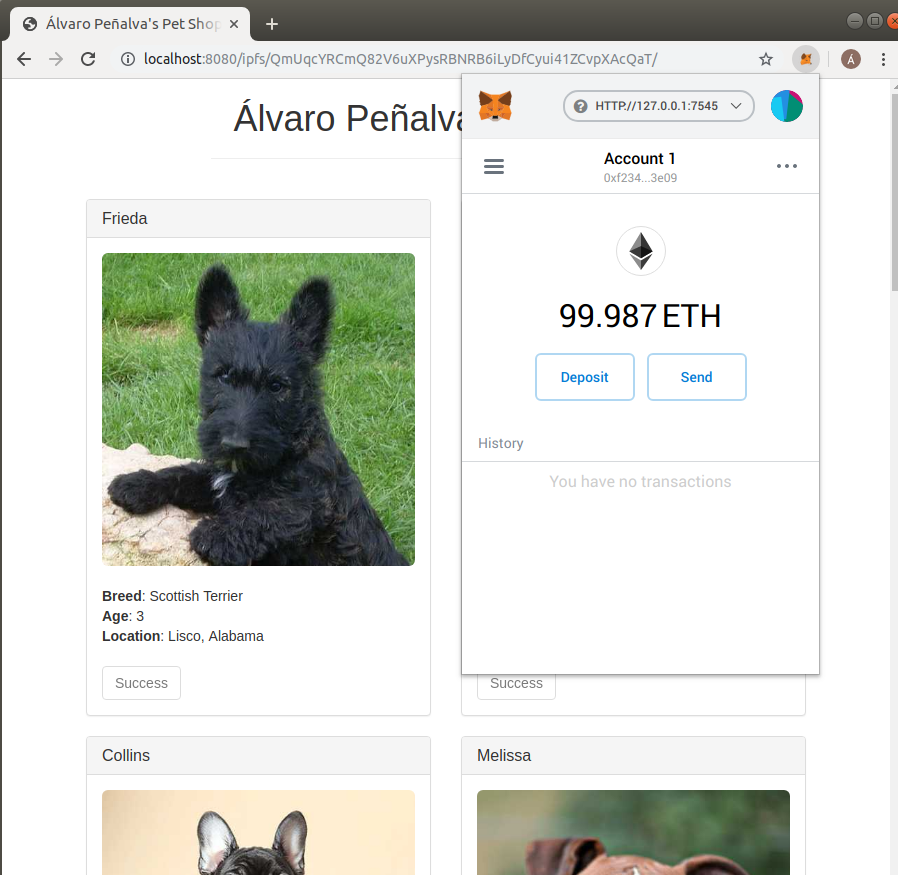 Álvaro Peñalva's Pet Shop
localhost:8080/ipfs/QmUqcYRCmQ82V6uXPysRBNRB6iLyDfCyui41ZCvpXAcQaT/
Á
Álvaro Peñalva
HTTP://127.0.0.1:7545
Account 1
0xf234...3e09
99.987 ETH
Deposit
Send
History
You have no transactions
Frieda
Breed: Scottish Terrier
Age: 3
Location: Lisco, Alabama
Success
Success
Collins
Melissa